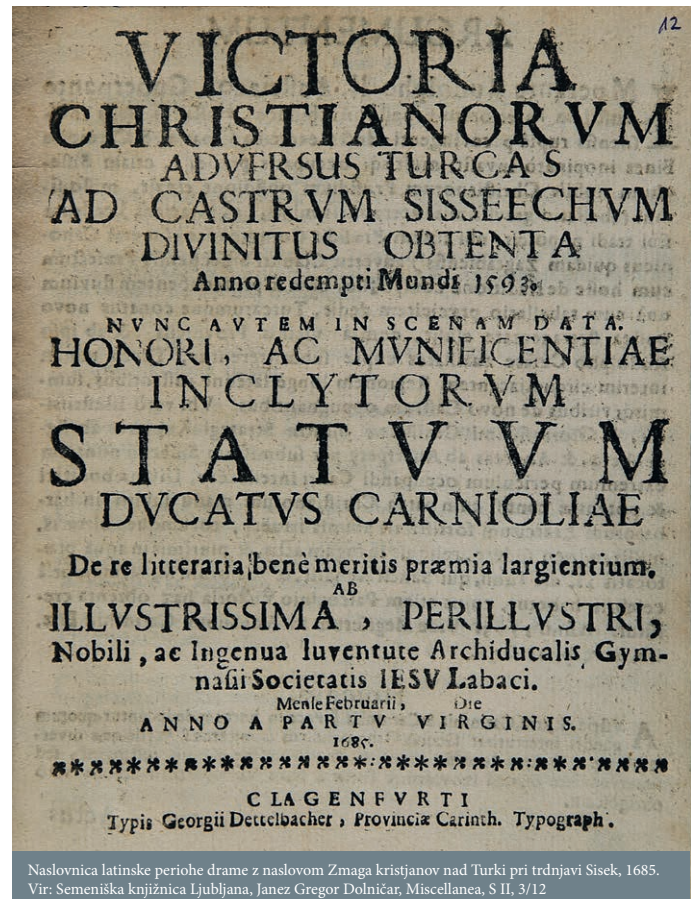 12
VICTORIA
CHRISTIANORVM
ADVERSUS TURCAS
AD CASTRVM SISSEECHVM
DIVINITUS OBTENTA
Anno redempti Mundi 1593.
NVNC AVTEM IN SCENAM DATA.
HONORI, AC MVNIFICENTIAE
INCLYTORVM
STATVVM
DVCATVS CARNIOLIAE
De re litteraria benè meritis præmia largientium.
AB
ILLVSTRISSIMA, PERILLVSTRI,
Nobili, ac Ingenua Iuventute Archiducalis Gym-
nasii Societatis IESV Labaci.
Mense Februarii, Die
ANNO A PARTV VIRGINIS.
1685.
CLAGENFVRTI
Typis Georgii Dettelbacher, Provinciæ Carinth. Typograph.
Naslovnica latinske periohe drame z naslovom Zmaga kristjanov nad Turki pri trdnjavi Sisek, 1685.
Vir: Semeniška knjižnica Ljubljana, Janez Gregor Dolničar, Miscellanea, S II, 3/12